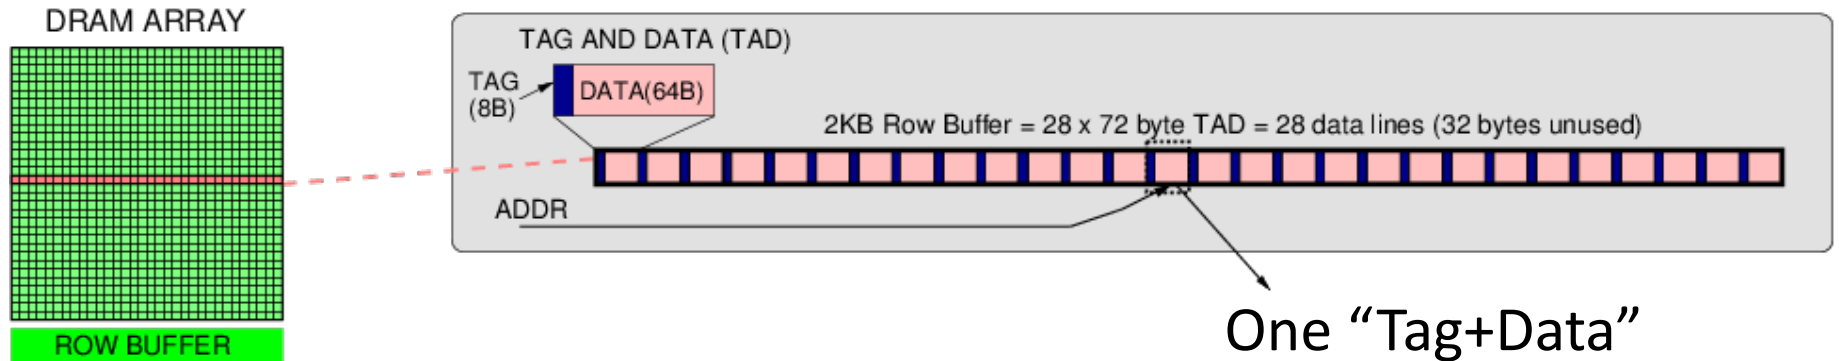 DRAM ARRAY
ROW BUFFER
TAG AND DATA (TAD)
TAG
(8B)
DATA(64B)
2KB Row Buffer = 28 x 72 byte TAD = 28 data lines (32 bytes unused)
ADDR
One “Tag+Data”